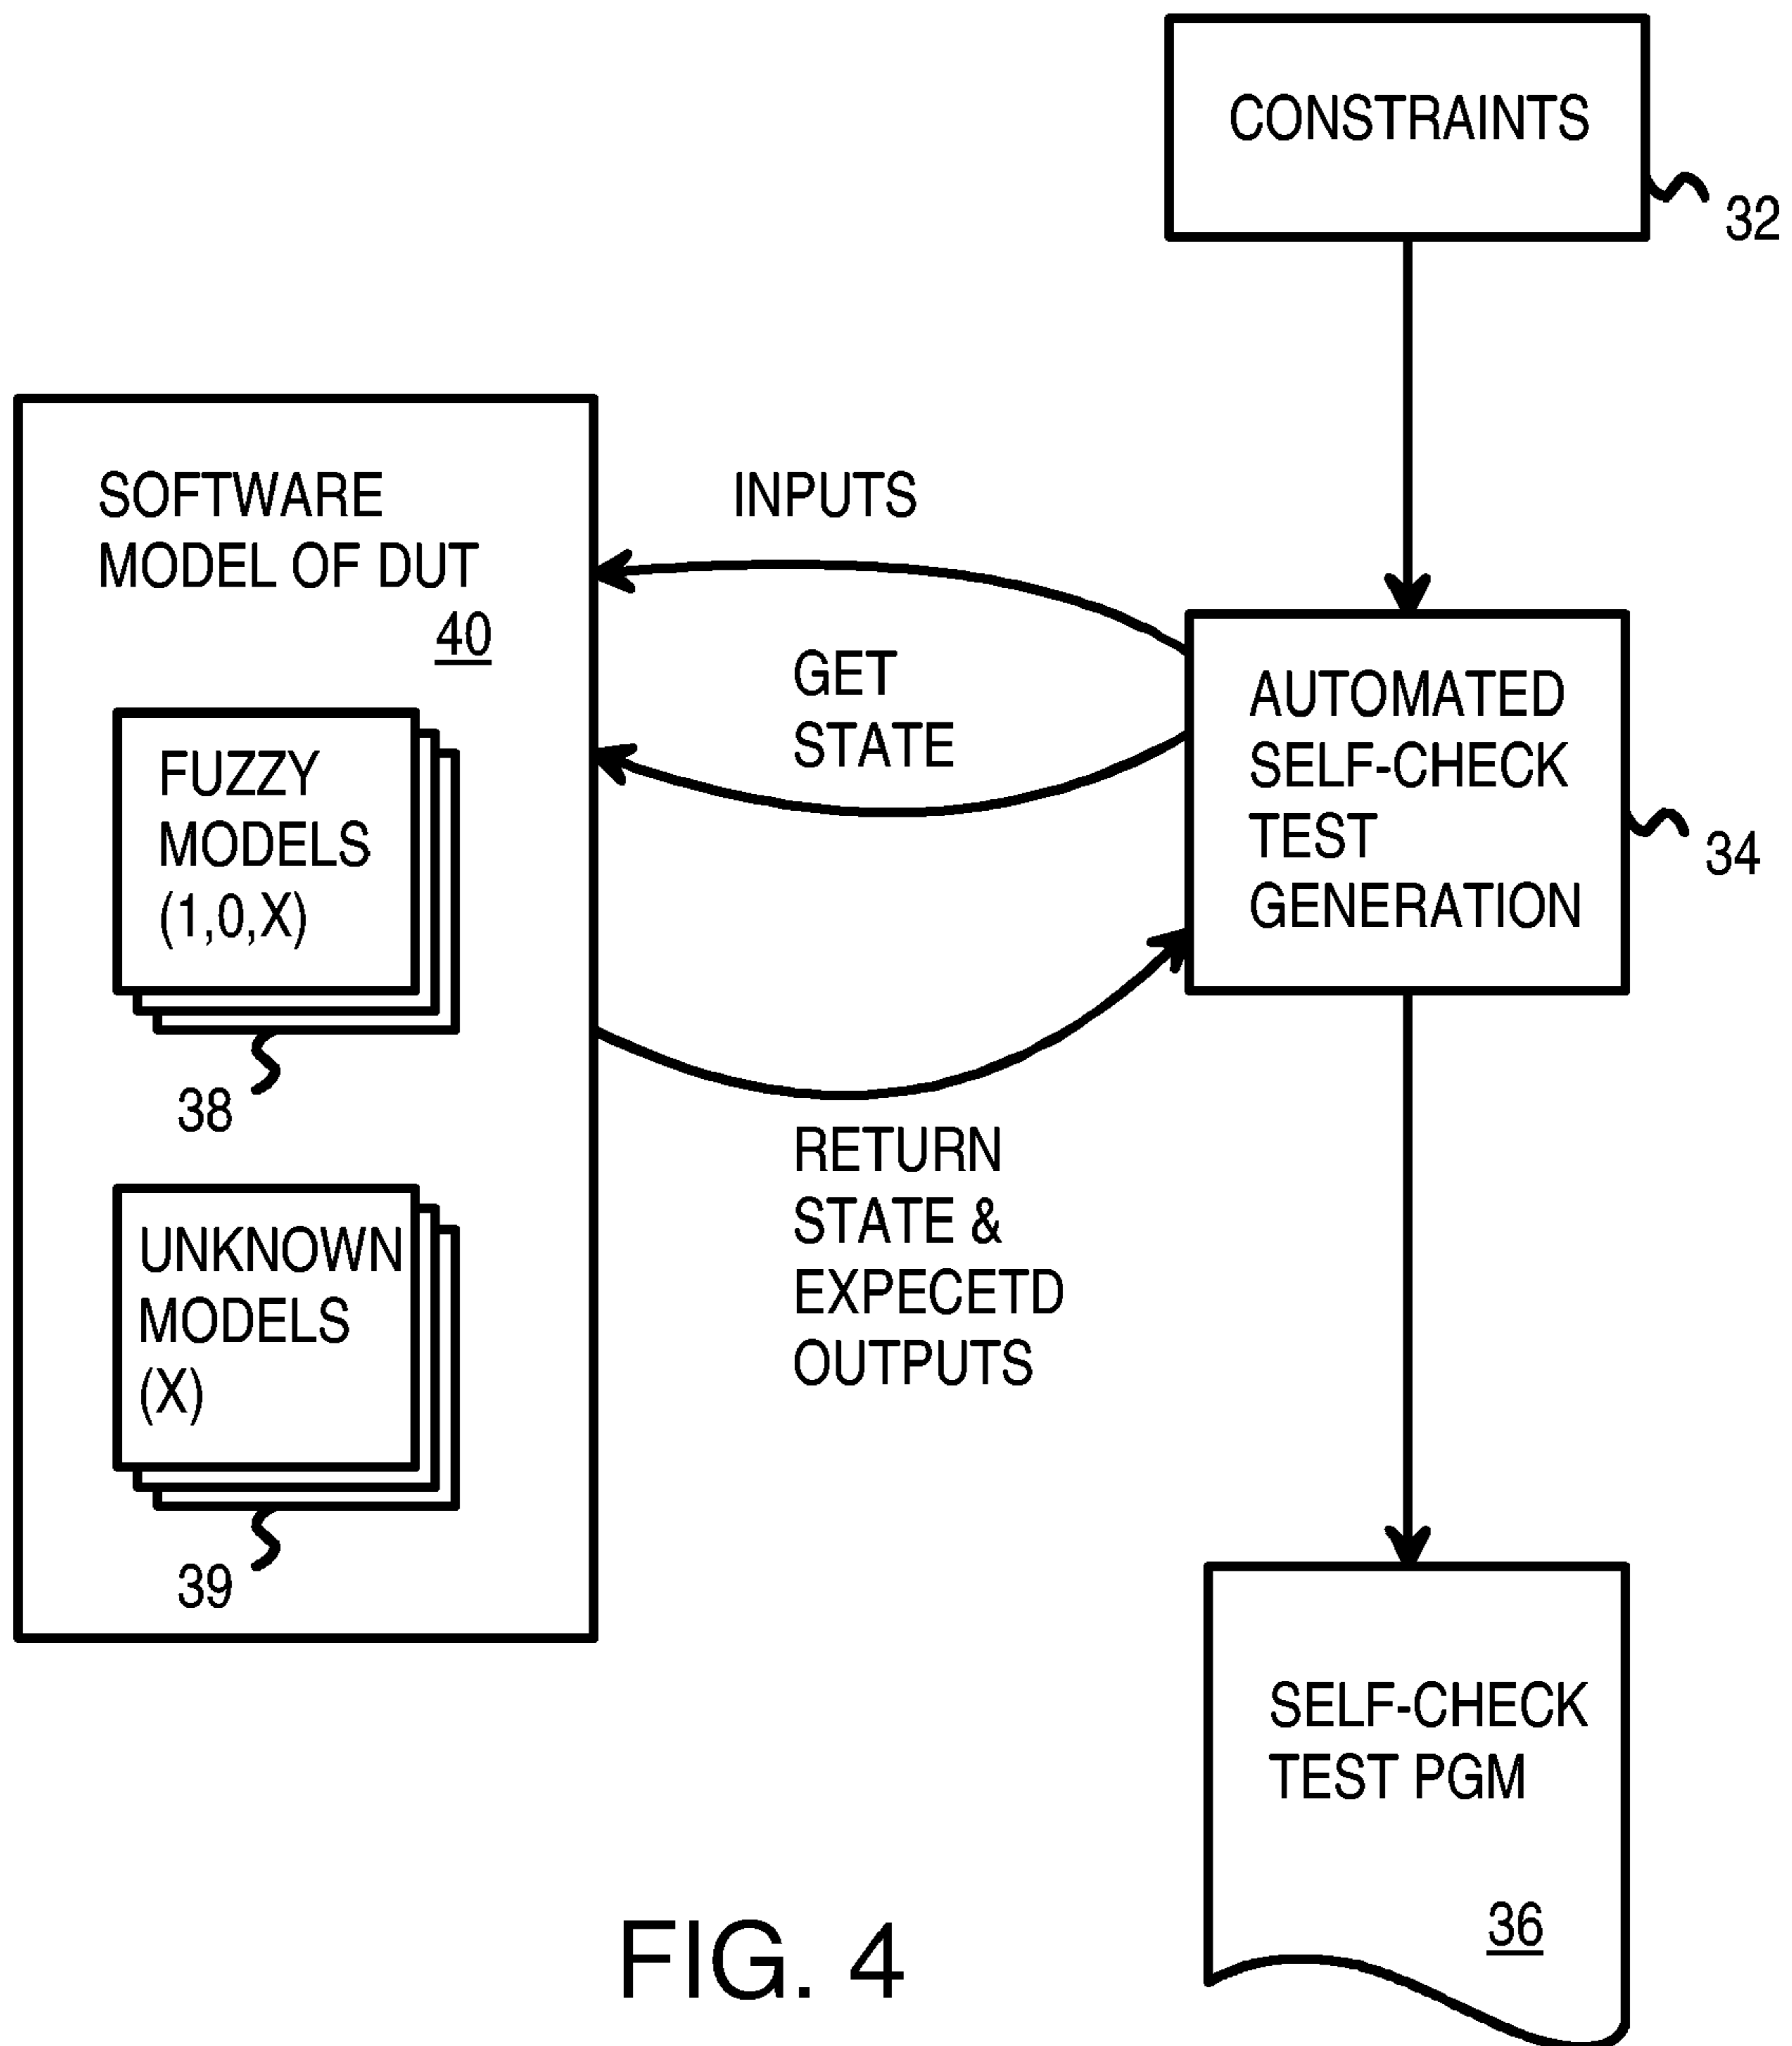 CONSTRAINTS
32
SOFTWARE
MODEL OF DUT
40
FUZZY
MODELS
(1,0,X)
38
UNKNOWN
MODELS
(X)
39
INPUTS
GET
STATE
RETURN
STATE &
EXPECETD
OUTPUTS
AUTOMATED
SELF-CHECK
TEST
GENERATION
34
SELF-CHECK
TEST PGM
36
FIG. 4